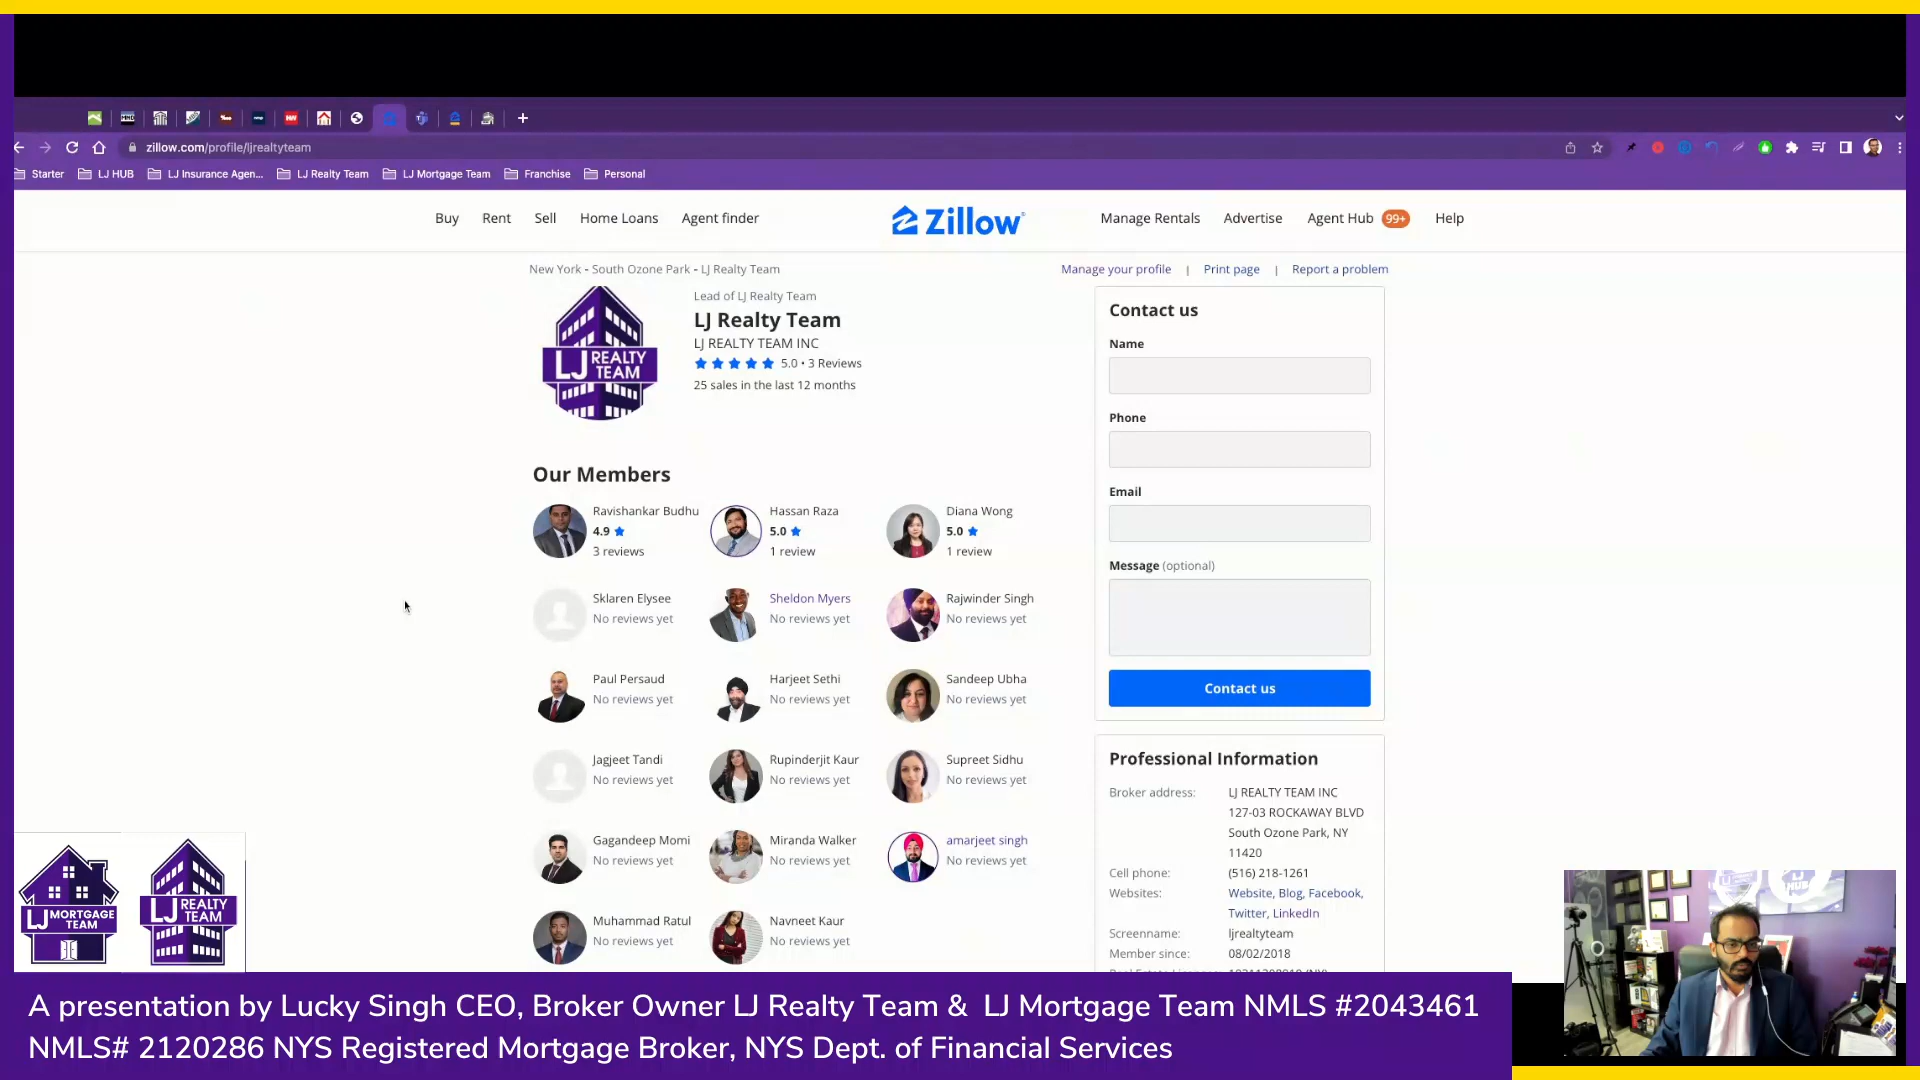 zillow.com/profile/ljrealtyteam
Starter LJ HUB LJ Insurance Agen... LJ Realty Team LJ Mortgage Team Franchise Personal
Buy Rent Sell Home Loans Agent finder Zillow Manage Rentals Advertise Agent Hub 99+ Help
New York - South Ozone Park - LJ Realty Team
Manage your profile | Print page | Report a problem
LJ REALTY TEAM
Lead of LJ Realty Team
LJ Realty Team
LJ REALTY TEAM INC
5.0 • 3 Reviews
25 sales in the last 12 months
Our Members
Ravishankar Budhu
4.9
3 reviews
Hassan Raza
5.0
1 review
Diana Wong
5.0
1 review
Sklaren Elysee
No reviews yet
Sheldon Myers
No reviews yet
Rajwinder Singh
No reviews yet
Paul Persaud
No reviews yet
Harjeet Sethi
No reviews yet
Sandeep Ubha
No reviews yet
Jagjeet Tandi
No reviews yet
Rupinderjit Kaur
No reviews yet
Supreet Sidhu
No reviews yet
Gagandeep Momi
No reviews yet
Miranda Walker
No reviews yet
amarjeet singh
No reviews yet
Muhammad Ratul
No reviews yet
Navneet Kaur
No reviews yet
Contact us
Name
Phone
Email
Message (optional)
Contact us
Professional Information
Broker address: LJ REALTY TEAM INC
127-03 ROCKAWAY BLVD
South Ozone Park, NY
11420
Cell phone: (516) 218-1261
Websites: Website, Blog, Facebook,
Twitter, LinkedIn
Screenname: ljrealtyteam
Member since: 08/02/2018
LJ MORTGAGE TEAM
LJ REALTY TEAM
A presentation by Lucky Singh CEO, Broker Owner LJ Realty Team & LJ Mortgage Team NMLS #2043461
NMLS# 2120286 NYS Registered Mortgage Broker, NYS Dept. of Financial Services